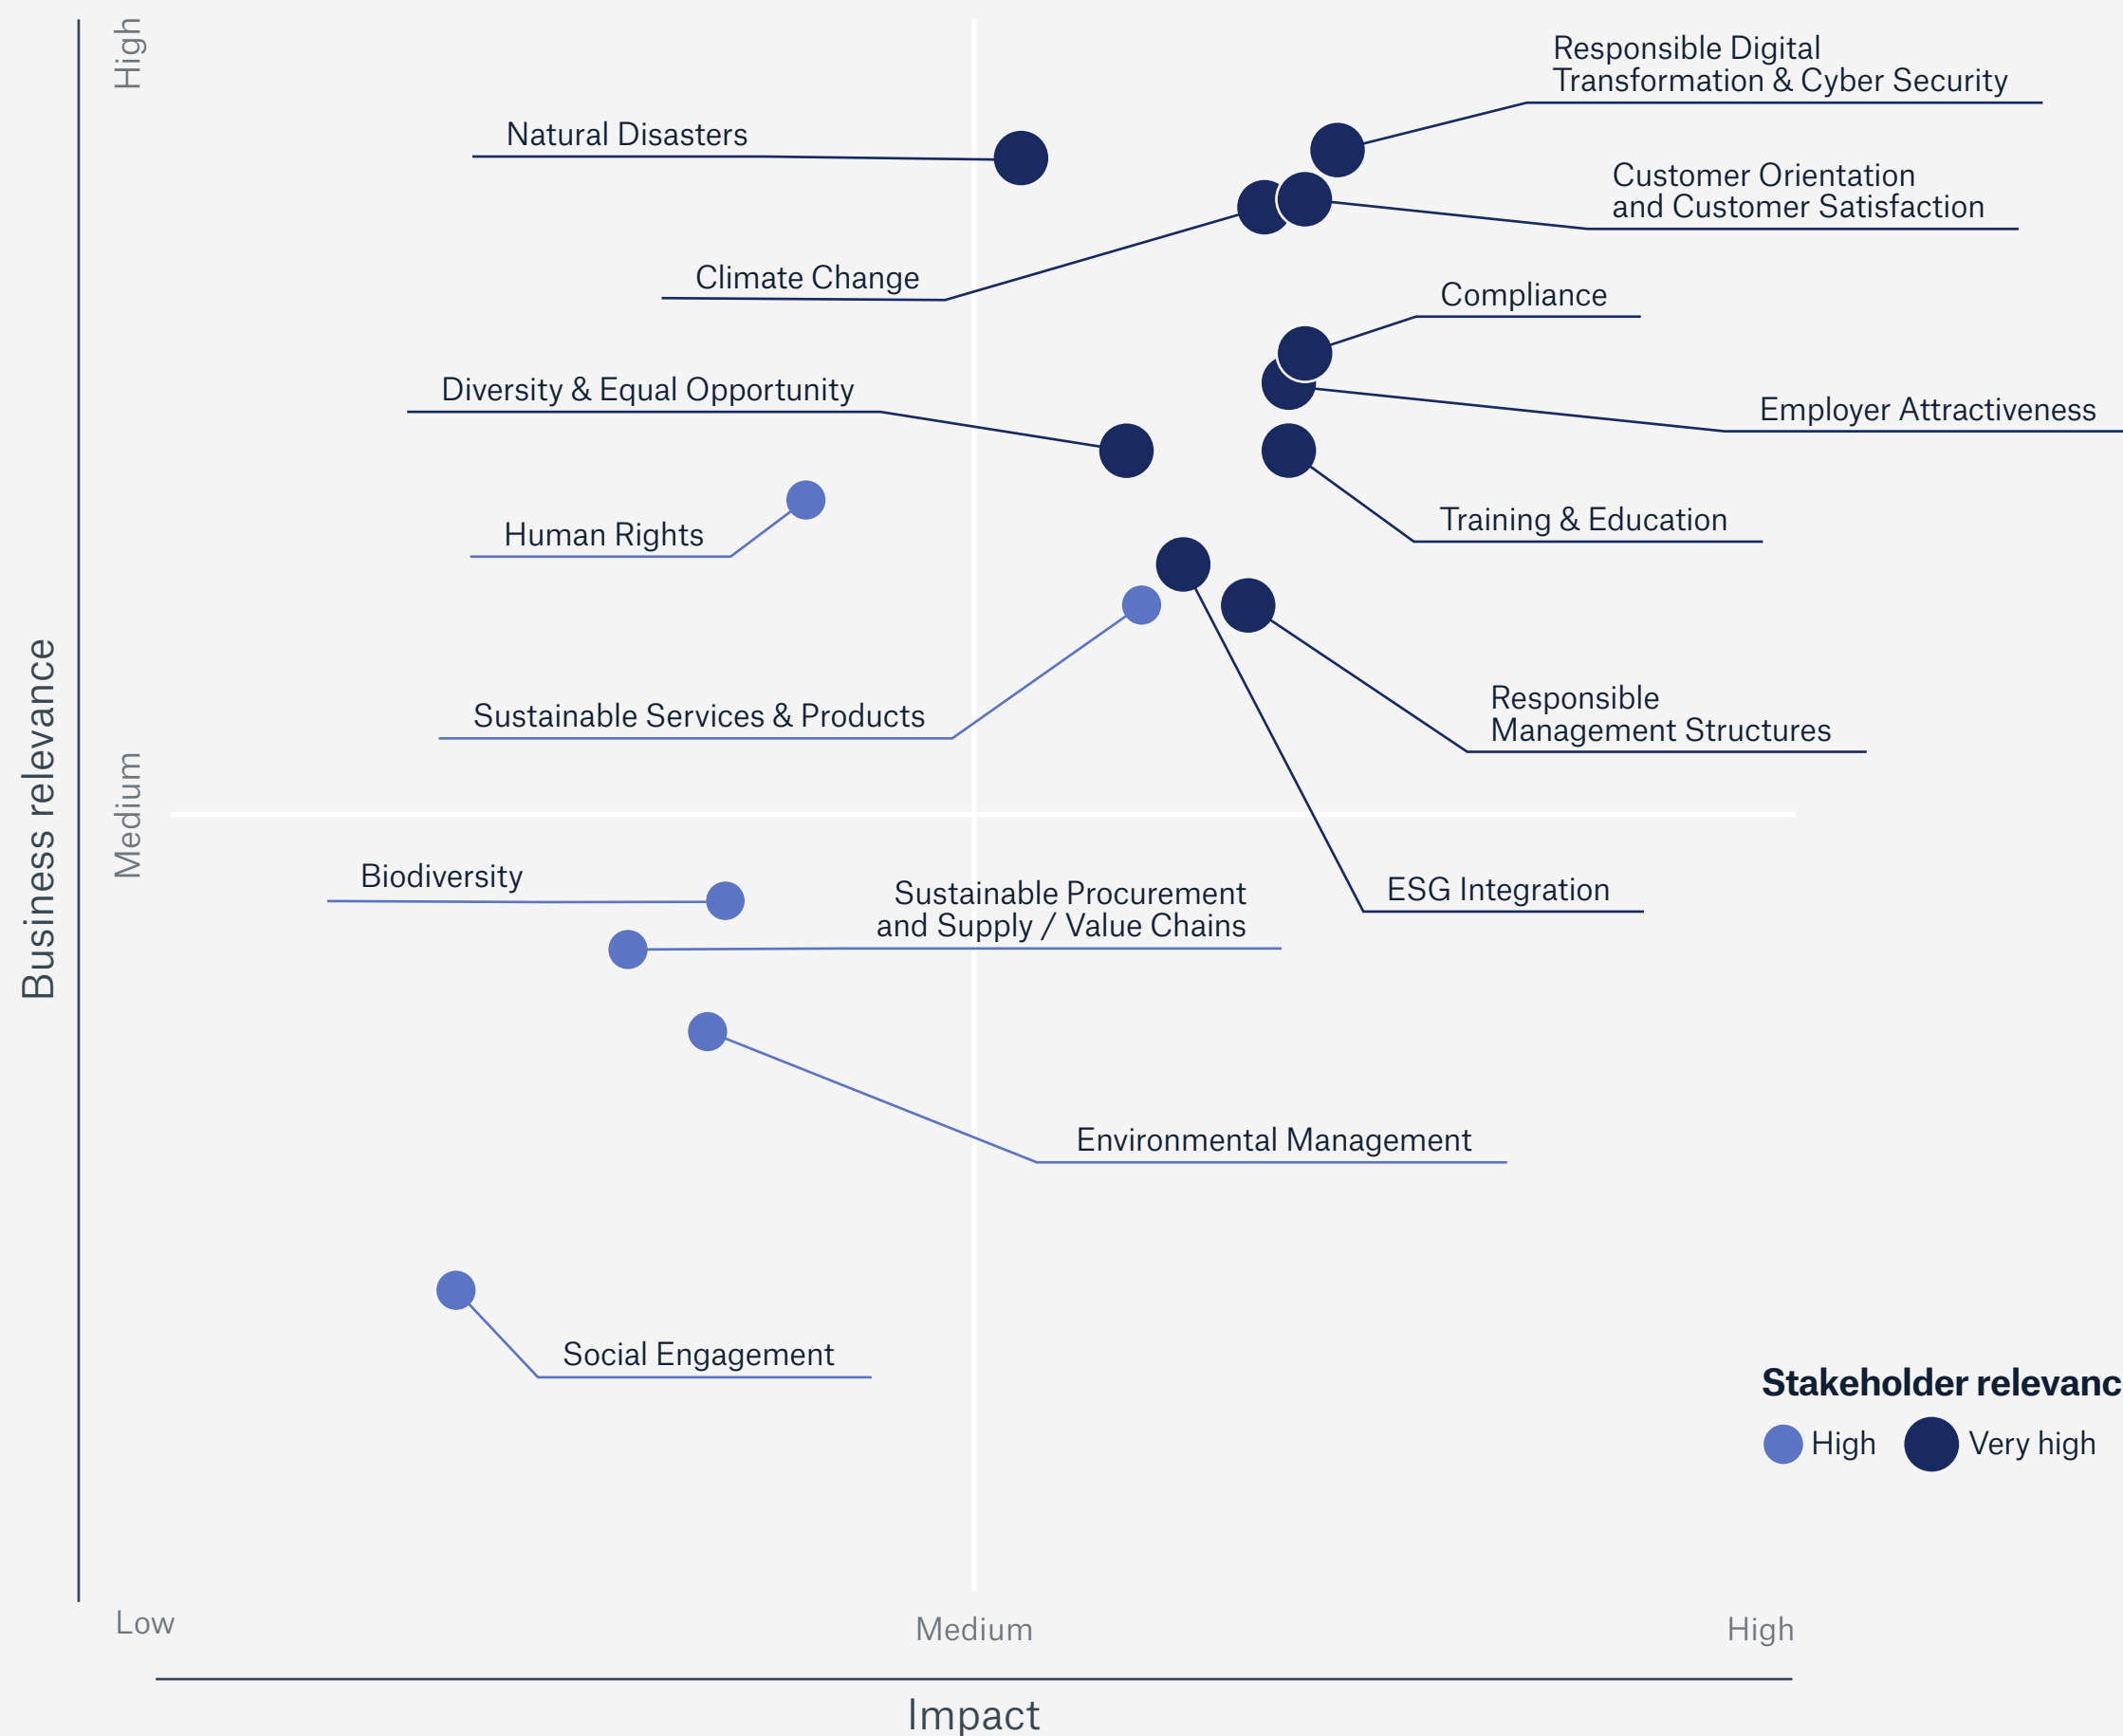 High
Responsible Digital
Transformation & Cyber Security
Natural Disasters
Customer Orientation
and Customer Satisfaction
Climate Change
Compliance
Diversity & Equal Opportunity
Employer Attractiveness
Human Rights
Training & Education
Sustainable Services & Products
Responsible
Management Structures
Business relevance
Medium
Biodiversity
Sustainable Procurement
and Supply / Value Chains
ESG Integration
Environmental Management
Social Engagement
Stakeholder relevanc
High
Very high
Low
Medium
High
Impact